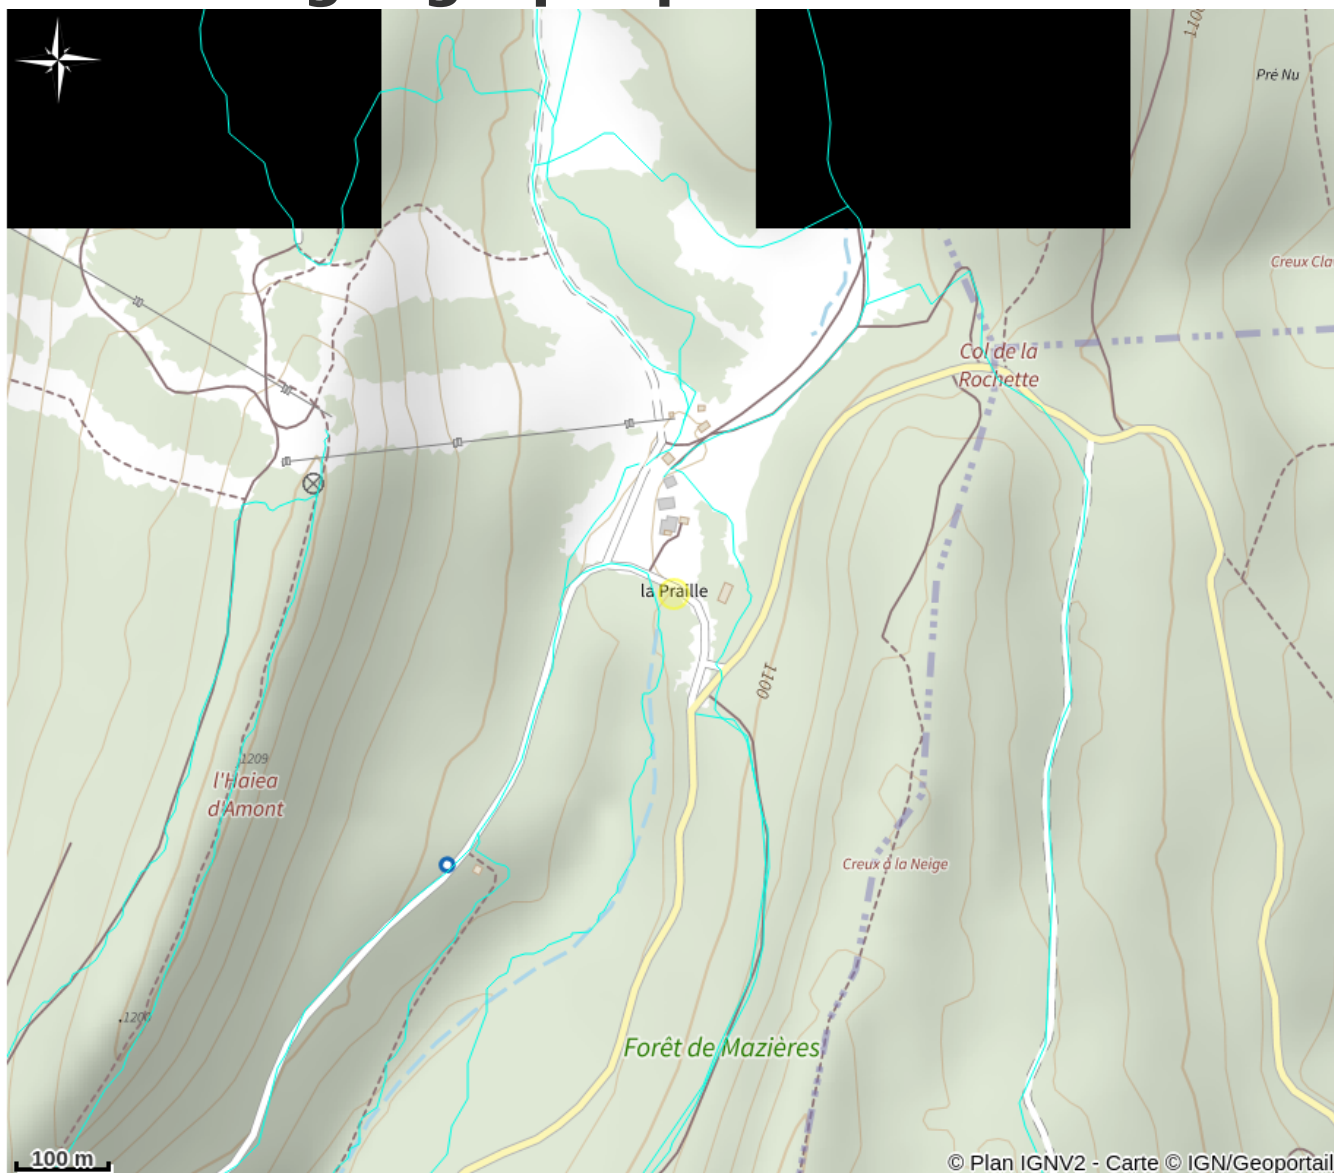 1100
Pré Nu
Creux Cla
Col de la
Rochette
la Praille
1100
1209
l'Haiea
d'Amont
Creux à la Neige
.1200
Forêt de Mazières
100 m
© Plan IGNV2 - Carte © IGN/Geoportail